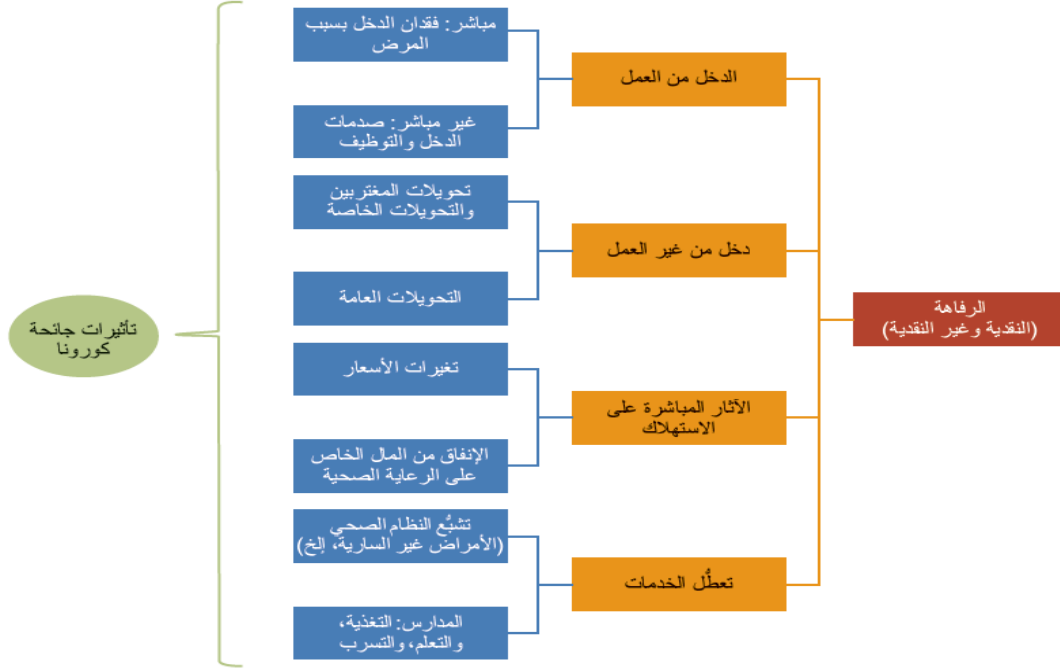 الرفاهة
(النقدية وغير النقدية)
الدخل من العمل
مباشر: فقدان الدخل بسبب
المرض
غير مباشر: صدمات
الدخل والتوظيف
دخل من غير العمل
تحويلات المغتربين
والتحويلات الخاصة
التحويلات العامة
الآثار المباشرة على
الاستهلاك
تغيرات الأسعار
الإنفاق من المال الخاص
على الرعاية الصحية
تعطُّل الخدمات
تشبُّع النظام الصحي
(الأمراض غير السارية، إلخ)
المدارس: التغذية،
والتعلم، والتسرب
تأثيرات جائحة
كورونا